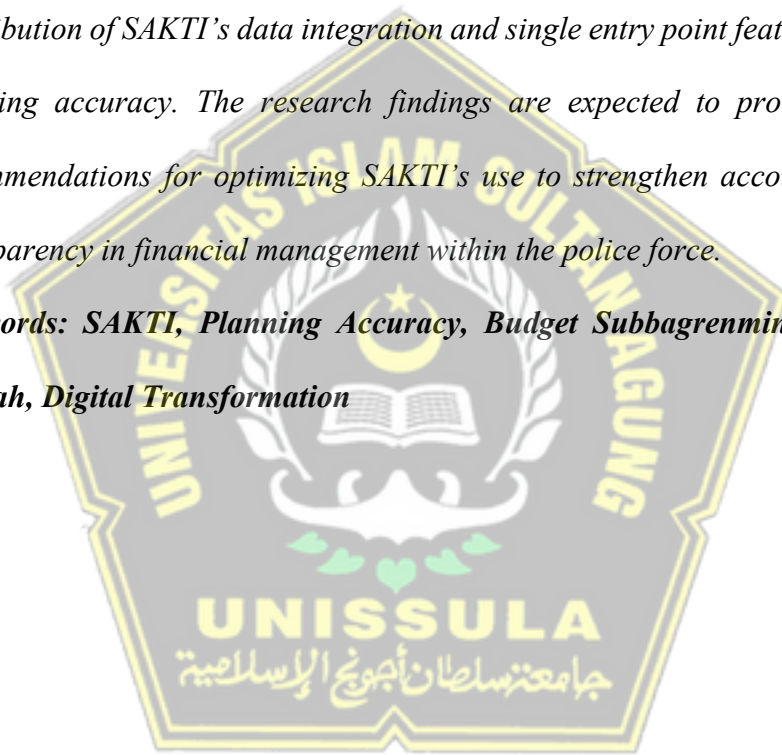 ibution of SAKTI’s data integration and single entry point feat
ing accuracy. The research findings are expected to pro
nmendations for optimizing SAKTI’s use to strengthen acco
parency in financial management within the police force.
ords: SAKTI, Planning Accuracy, Budget Subbagrenmin
ah, Digital Transformation
UNIVERSITAS ISLAM SULTAN AGUNG
UNISSULA
جامعة سلطان أجونج الإسلامية